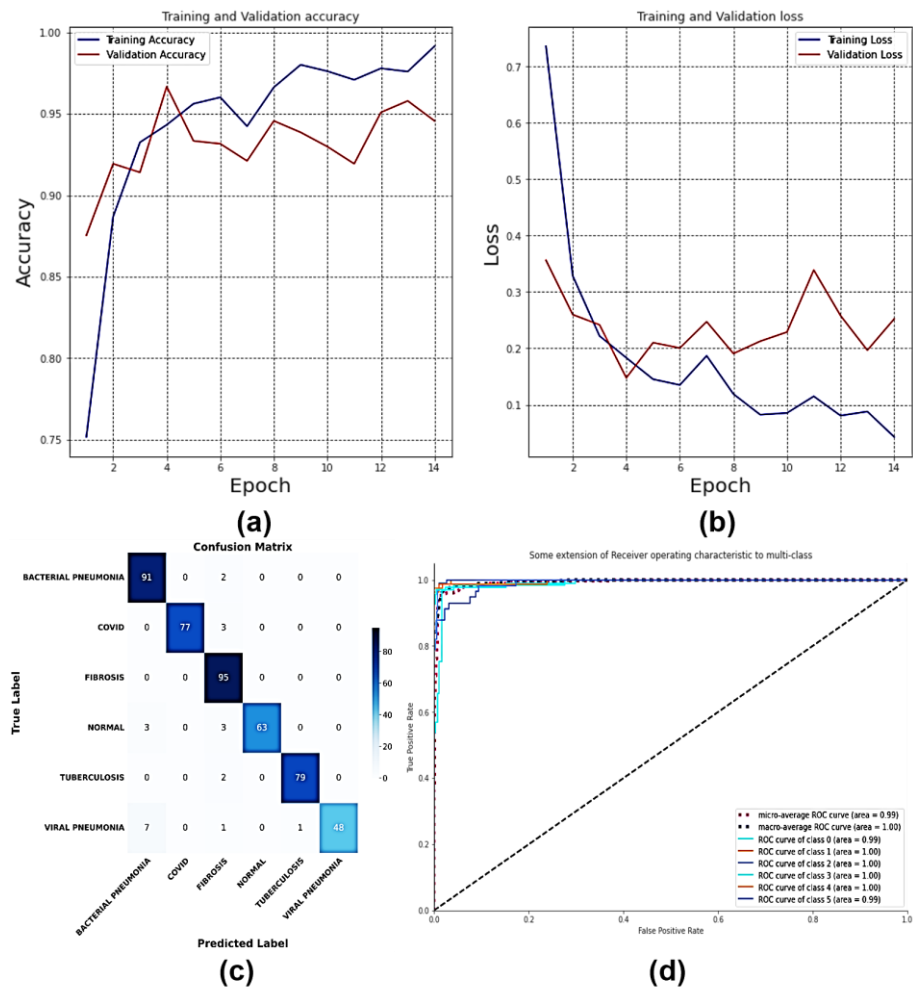 Training and Validation accuracy
Training Accuracy
Validation Accuracy
1.00
0.95
0.90
0.85
0.80
0.75
Accuracy
2 4 6 8 10 12 14
Epoch
(a)
Training and Validation loss
Training Loss
Validation Loss
0.7
0.6
0.5
0.4
0.3
0.2
0.1
Loss
2 4 6 8 10 12 14
Epoch
(b)
Confusion Matrix
BACTERIAL PNEUMONIA 91 0 2 0 0 0
COVID 0 77 3 0 0 0
FIBROSIS 0 0 95 0 0 0
NORMAL 3 0 3 63 0 0
TUBERCULOSIS 0 0 2 0 79 0
VIRAL PNEUMONIA 7 0 1 0 1 48
True Label
80
60
40
20
0
BACTERIAL PNEUMONIA
COVID
FIBROSIS
NORMAL
TUBERCULOSIS
VIRAL PNEUMONIA
Predicted Label
(c)
Some extension of Receiver operating characteristic to multi-class
1.0
0.8
0.6
0.4
0.2
0.0
True Positive Rate
micro-average ROC curve (area = 0.99)
macro-average ROC curve (area = 1.00)
ROC curve of class 0 (area = 0.99)
ROC curve of class 1 (area = 1.00)
ROC curve of class 2 (area = 1.00)
ROC curve of class 3 (area = 1.00)
ROC curve of class 4 (area = 1.00)
ROC curve of class 5 (area = 0.99)
0.0 0.2 0.4 0.6 0.8 1.0
False Positive Rate
(d)